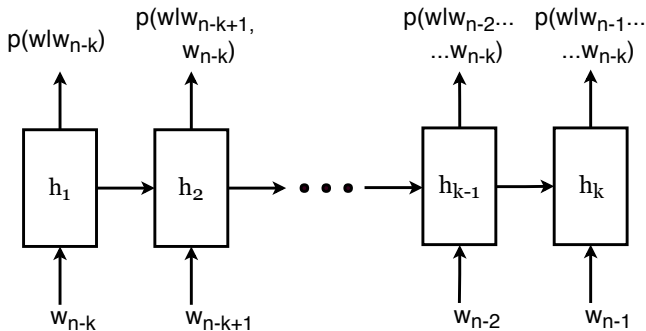 p(w|wₙ₋ₖ)
p(w|wₙ₋ₖ₊₁,
wₙ₋ₖ)
p(w|wₙ₋₂...
...wₙ₋ₖ)
p(w|wₙ₋₁...
...wₙ₋ₖ)
h₁
h₂
hₖ₋₁
hₖ
wₙ₋ₖ
wₙ₋ₖ₊₁
wₙ₋₂
wₙ₋₁